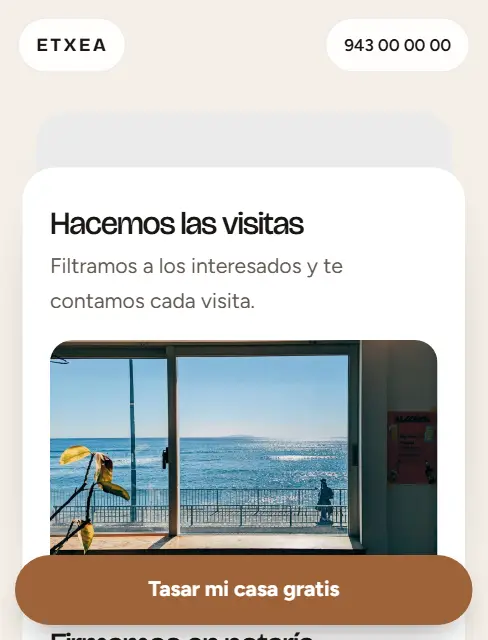 ETXEA
943 00 00 00
Hacemos las visitas
Filtramos a los interesados y te
contamos cada visita.
Tasar mi casa gratis